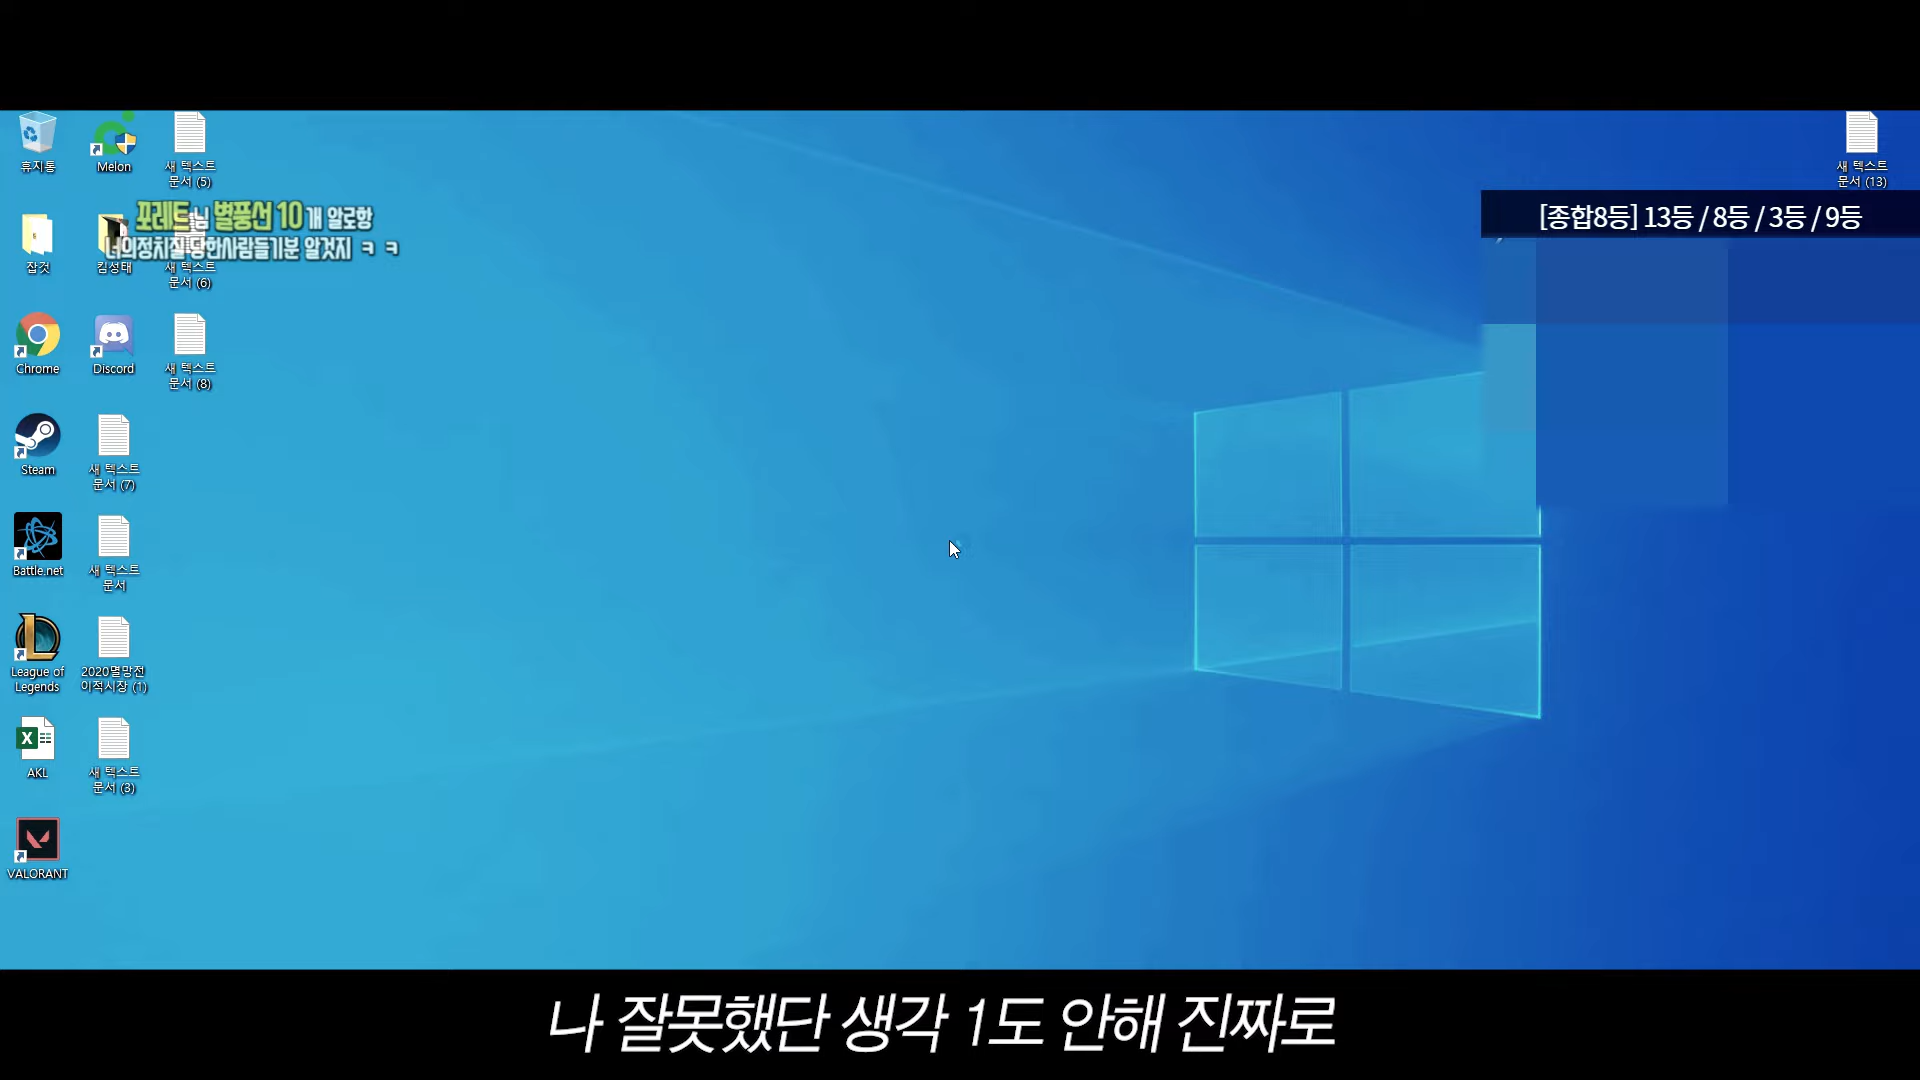 휴지통
Melon
새 텍스트
문서 (5)
새 텍스트
문서 (13)
[종합8등] 13등 / 8등 / 3등 / 9등
꼬레트님 별풍선 10개 알로항
너의정치질 당한사람들기분 알것지 ㅋ ㅋ
잡것
킴성태
새 텍스트
문서 (6)
Chrome
Discord
새 텍스트
문서 (8)
Steam
새 텍스트
문서 (7)
Battle.net
새 텍스트
문서
League of
Legends
2020멸망전
이적시장 (1)
AKL
새 텍스트
문서 (3)
VALORANT
나 잘못했단 생각 1도 안해 진짜로